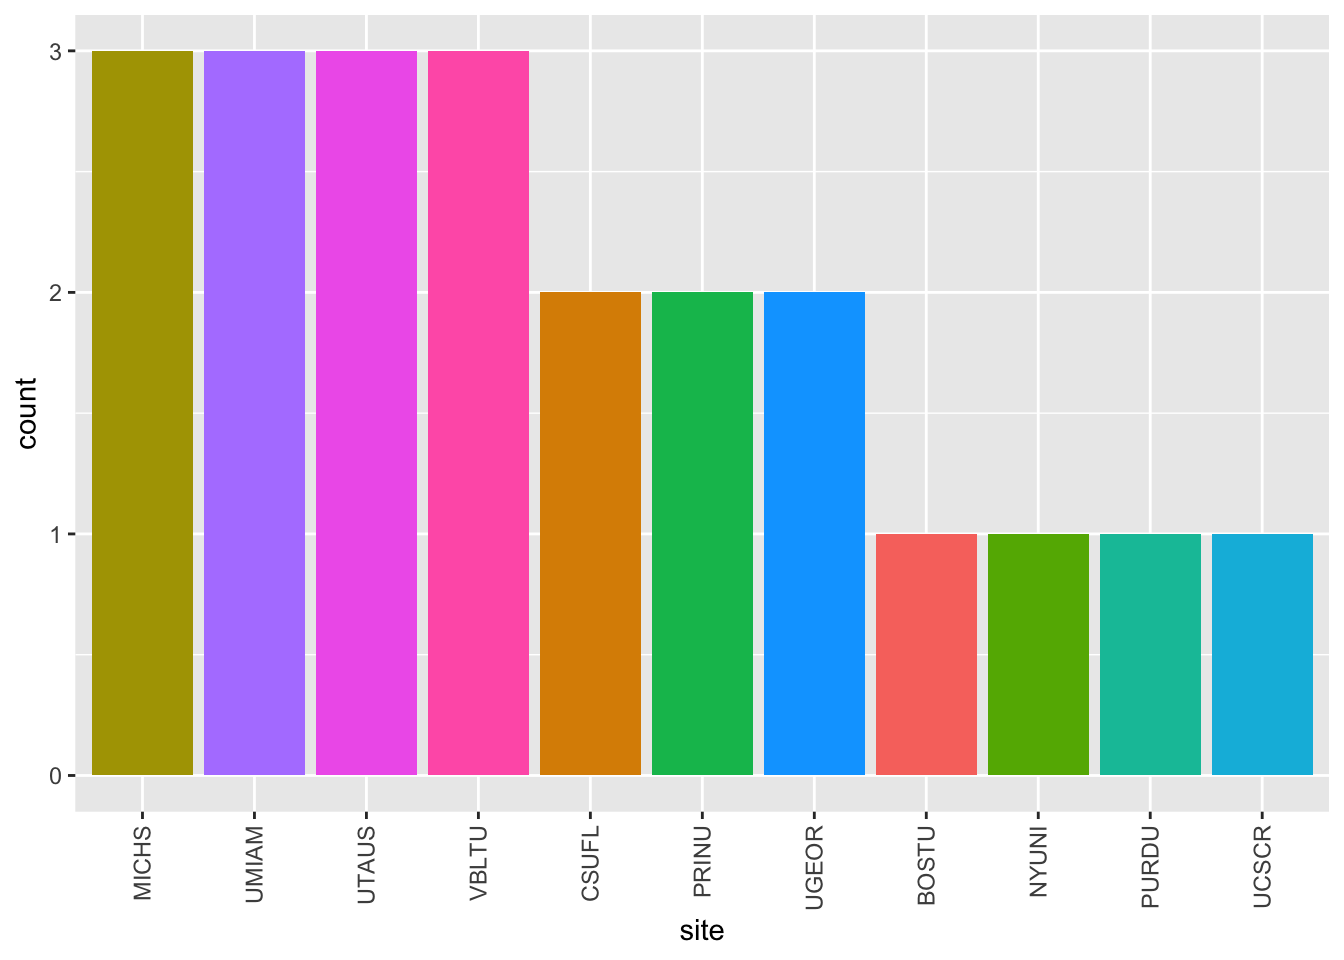 3
2
1
0
count
MICHS
UMIAM
UTAUS
VBLTU
CSUFL
PRINU
UGEOR
BOSTU
NYUNI
PURDU
UCSCR
site